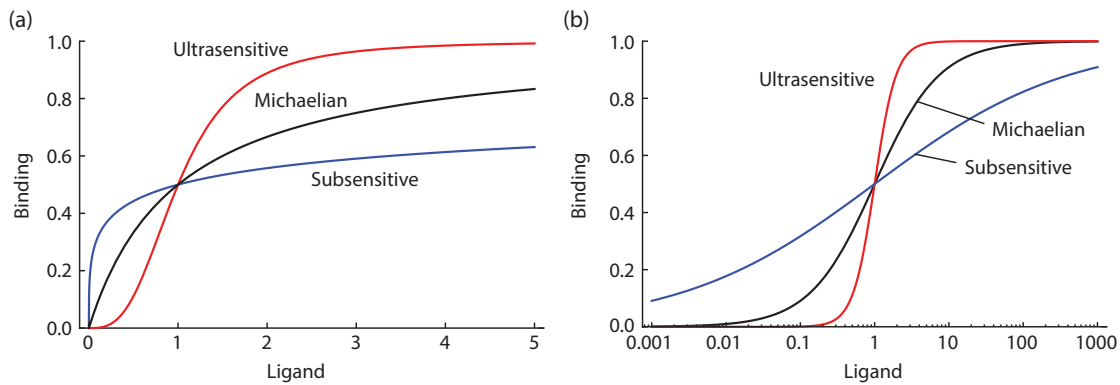 (a)
1.0
0.8
0.6
0.4
0.2
0.0
Binding
Ultrasensitive
Michaelian
Subsensitive
0 1 2 3 4 5
Ligand
(b)
1.0
0.8
0.6
0.4
0.2
0.0
Binding
Ultrasensitive
Michaelian
Subsensitive
0.001 0.01 0.1 1 10 100 1000
Ligand